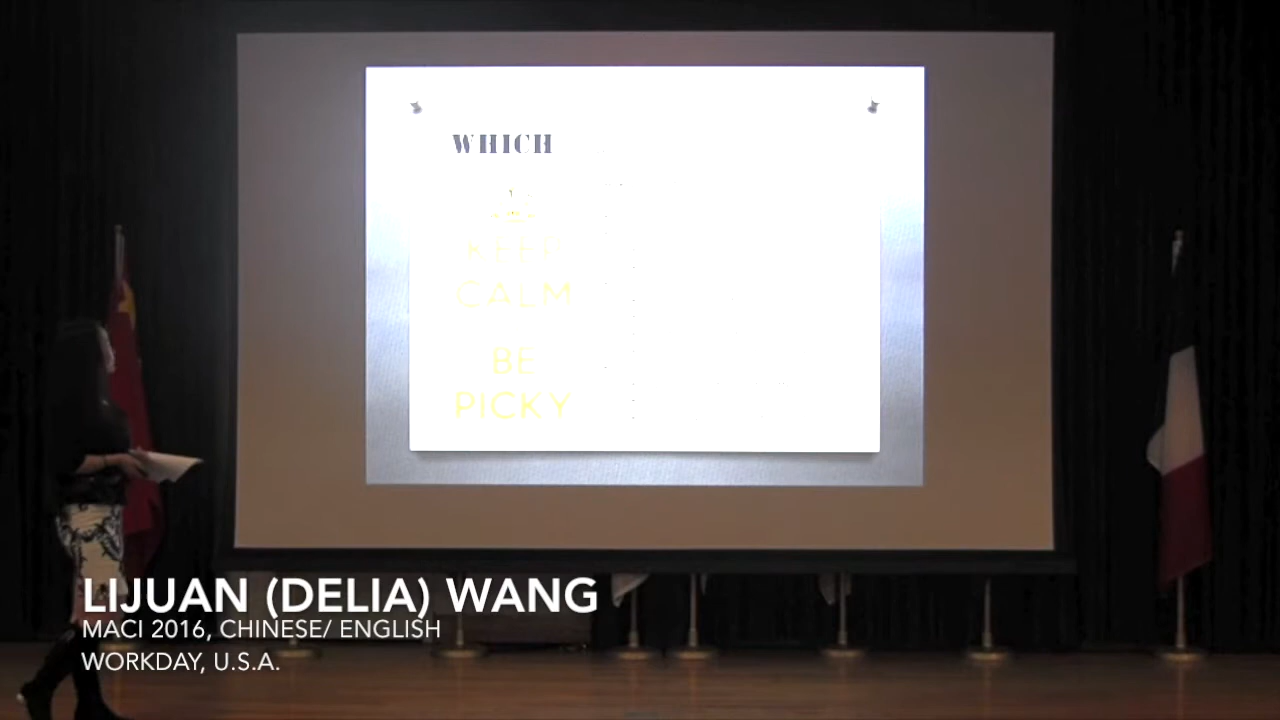 WHICH
KEEP
CALM
BE
PICKY
LIJUAN (DELIA) WANG
MACI 2016, CHINESE/ ENGLISH
WORKDAY, U.S.A.